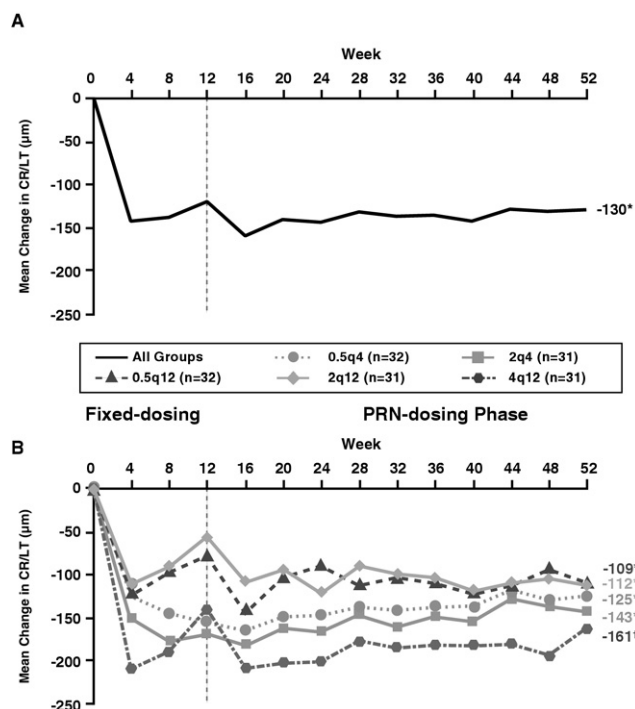 A
Week
0 4 8 12 16 20 24 28 32 36 40 44 48 52
Mean Change in CR/LT (µm)
0
-50
-100
-150
-200
-250
-130*
All Groups 0.5q4 (n=32) 2q4 (n=31)
0.5q12 (n=32) 2q12 (n=31) 4q12 (n=31)
Fixed-dosing PRN-dosing Phase
B
Week
0 4 8 12 16 20 24 28 32 36 40 44 48 52
Mean Change in CR/LT (µm)
0
-50
-100
-150
-200
-250
-109
-112
-125
-143
-161